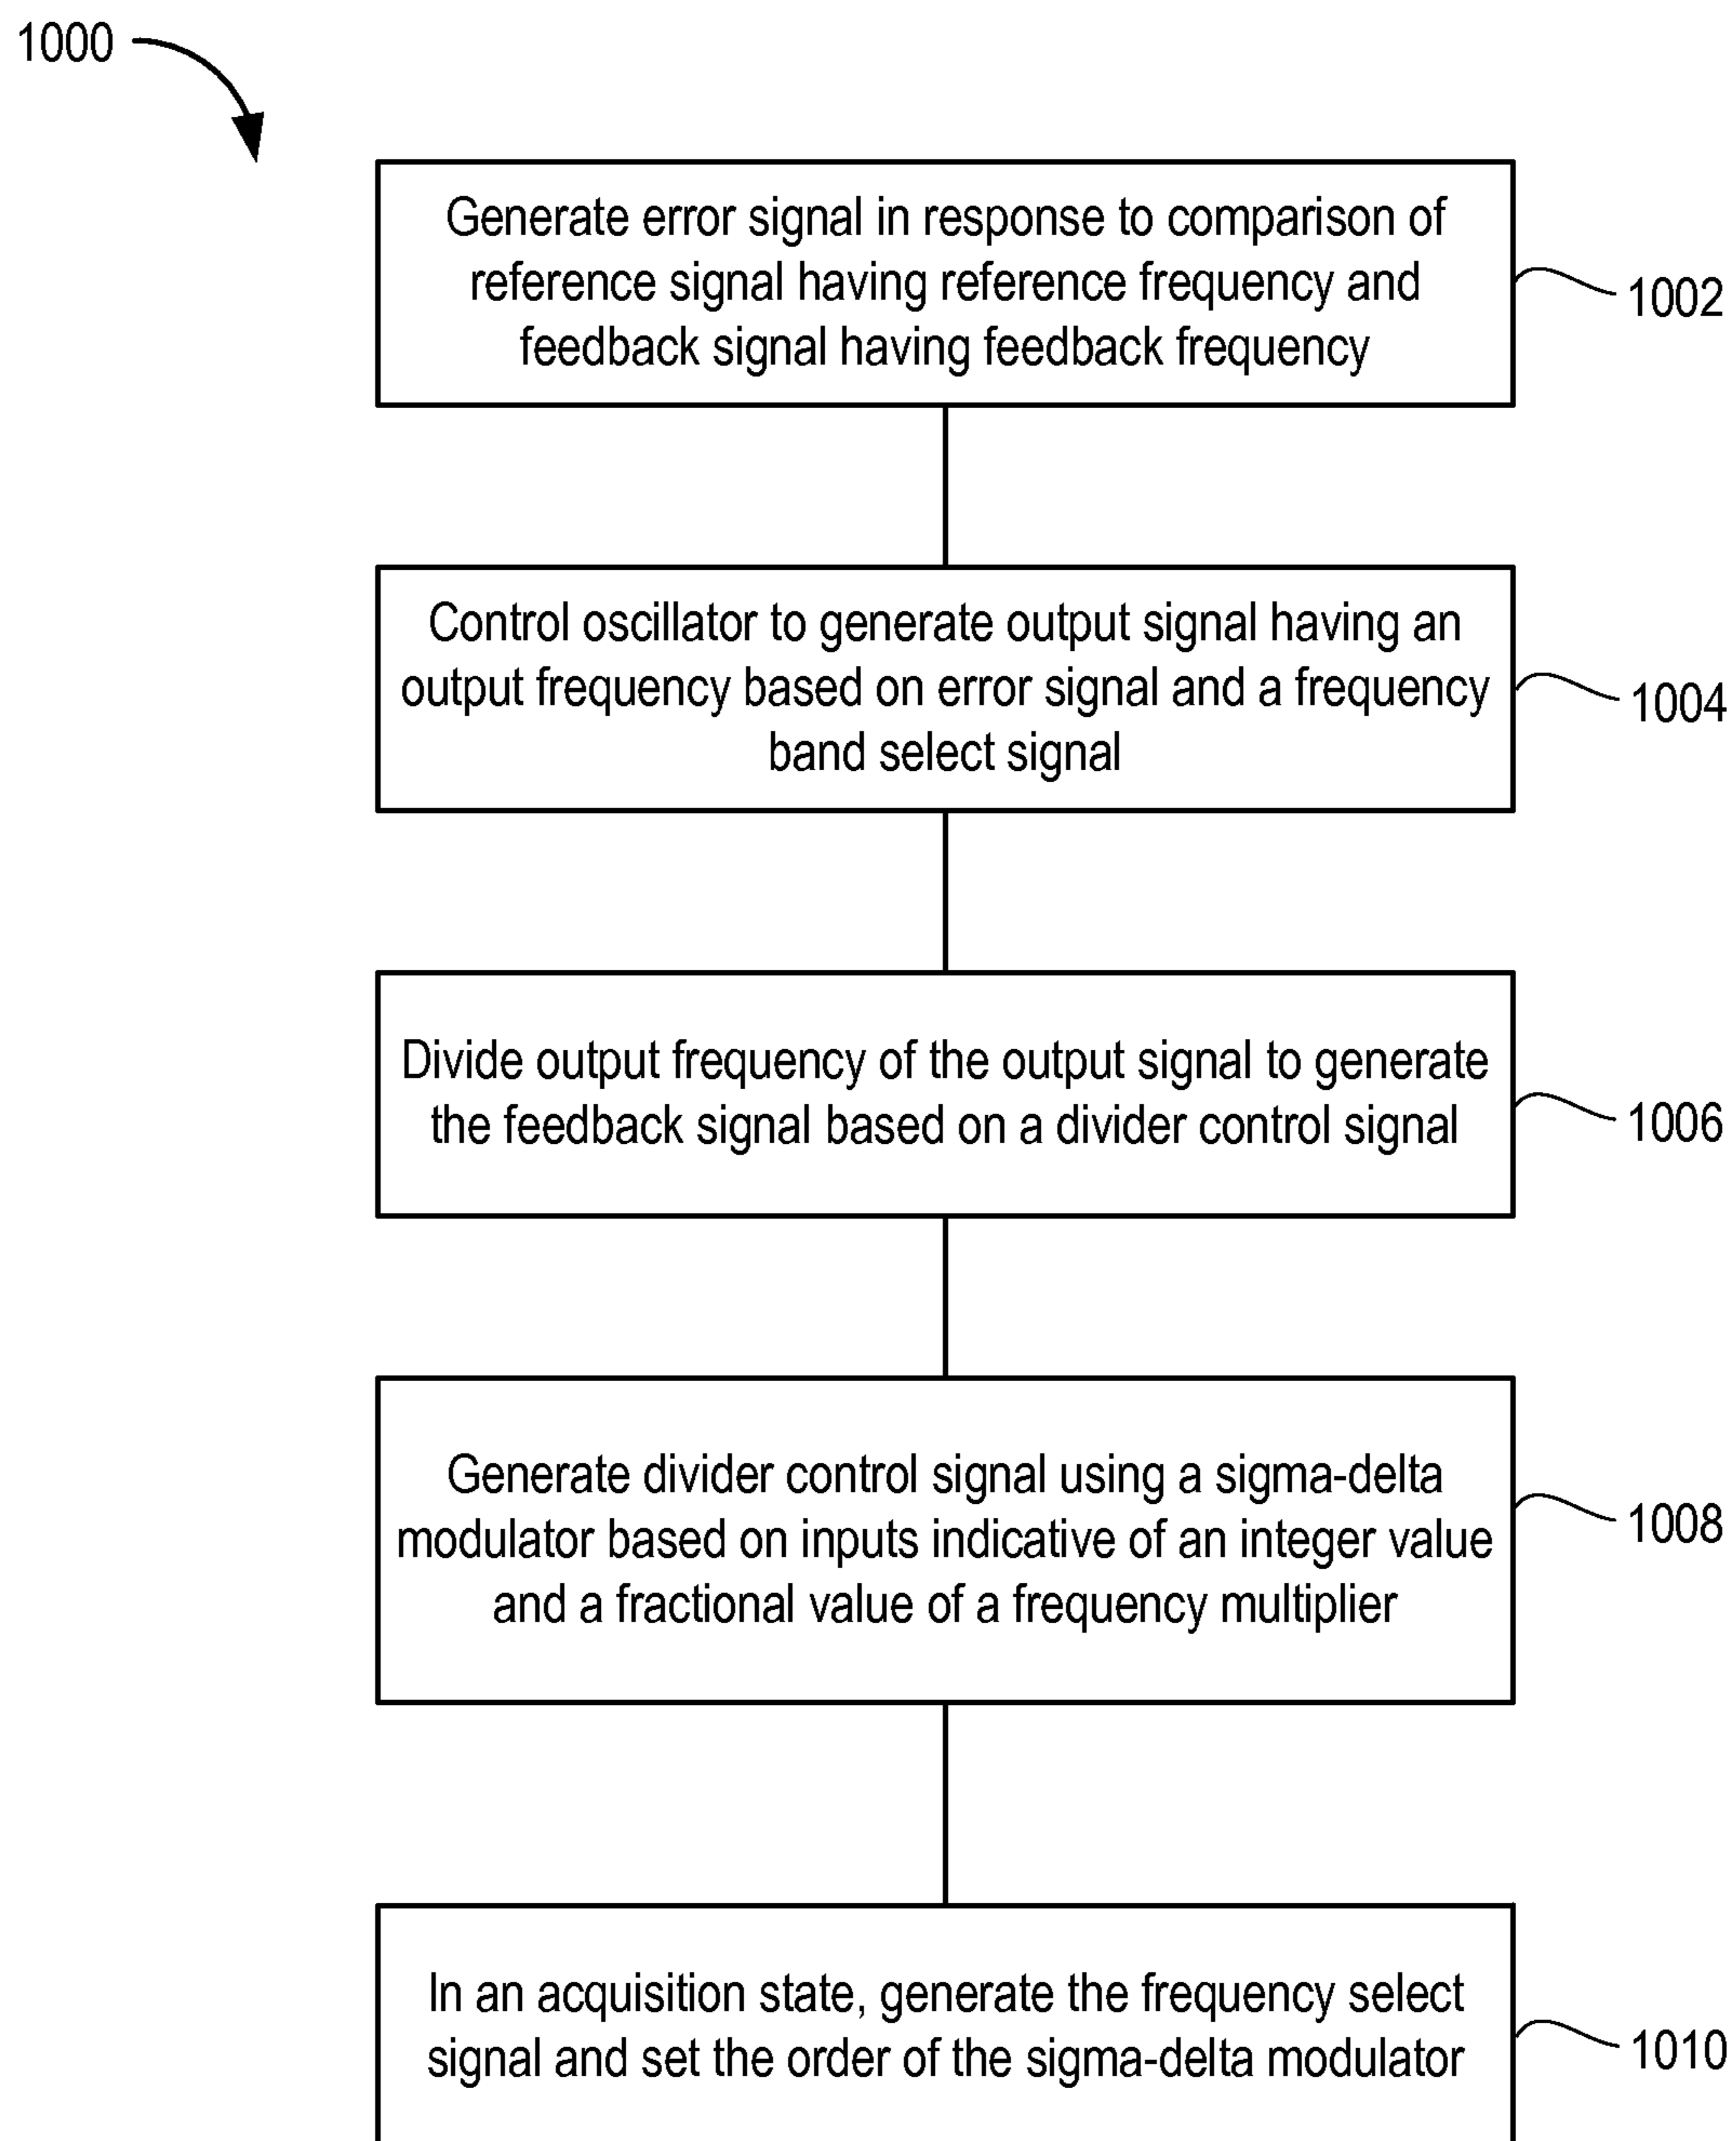 1000
Generate error signal in response to comparison of
reference signal having reference frequency and
feedback signal having feedback frequency
1002
Control oscillator to generate output signal having an
output frequency based on error signal and a frequency
band select signal
1004
Divide output frequency of the output signal to generate
the feedback signal based on a divider control signal
1006
Generate divider control signal using a sigma-delta
modulator based on inputs indicative of an integer value
and a fractional value of a frequency multiplier
1008
In an acquisition state, generate the frequency select
signal and set the order of the sigma-delta modulator
1010